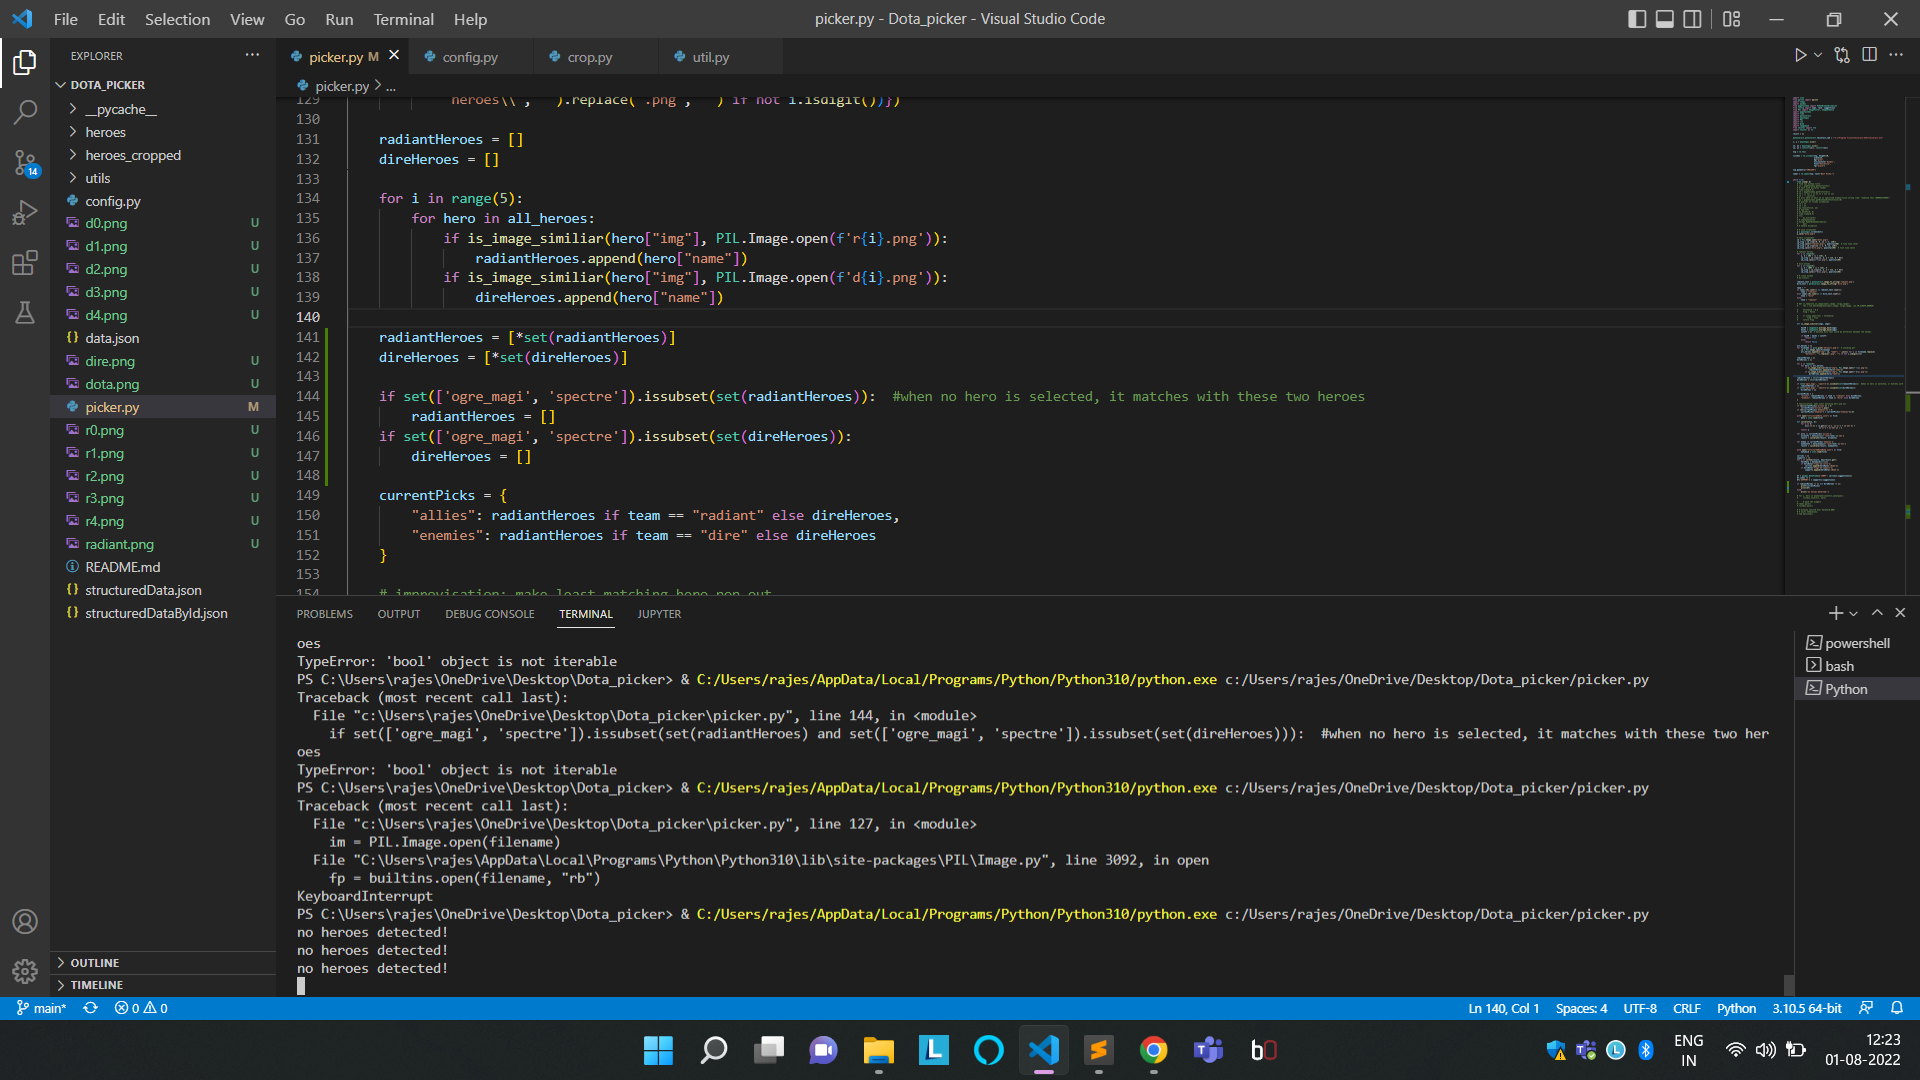 File Edit Selection View Go Run Terminal Help
picker.py - Dota_picker - Visual Studio Code
EXPLORER
picker.py M
config.py
crop.py
util.py
DOTA_PICKER
picker.py > ...
__pycache__
heroes
heroes_cropped
utils
config.py
d0.png U
d1.png U
d2.png U
d3.png U
d4.png U
data.json
dire.png U
dota.png U
picker.py M
r0.png U
r1.png U
r2.png U
r3.png U
r4.png U
radiant.png U
README.md
structuredData.json
structuredDataById.json
OUTLINE
TIMELINE
14
129 heroes\\", "").replace(".png", "") if not i.isdigit())})
130
131 radiantHeroes = []
132 direHeroes = []
133
134 for i in range(5):
135 for hero in all_heroes:
136 if is_image_similiar(hero["img"], PIL.Image.open(f'r{i}.png')):
137 radiantHeroes.append(hero["name"])
138 if is_image_similiar(hero["img"], PIL.Image.open(f'd{i}.png')):
139 direHeroes.append(hero["name"])
140
141 radiantHeroes = [*set(radiantHeroes)]
142 direHeroes = [*set(direHeroes)]
143
144 if set(['ogre_magi', 'spectre']).issubset(set(radiantHeroes)): #when no hero is selected, it matches with these two heroes
145 radiantHeroes = []
146 if set(['ogre_magi', 'spectre']).issubset(set(direHeroes)):
147 direHeroes = []
148
149 currentPicks = {
150 "allies": radiantHeroes if team == "radiant" else direHeroes,
151 "enemies": radiantHeroes if team == "dire" else direHeroes
152 }
153
154 # improvisation: make least matching hero pop out
PROBLEMS OUTPUT DEBUG CONSOLE TERMINAL JUPYTER
oes
TypeError: 'bool' object is not iterable
PS C:\Users\rajes\OneDrive\Desktop\Dota_picker> & C:/Users/rajes/AppData/Local/Programs/Python/Python310/python.exe c:/Users/rajes/OneDrive/Desktop/Dota_picker/picker.py
Traceback (most recent call last):
File "c:\Users\rajes\OneDrive\Desktop\Dota_picker\picker.py", line 144, in <module>
if set(['ogre_magi', 'spectre']).issubset(set(radiantHeroes) and set(['ogre_magi', 'spectre']).issubset(set(direHeroes))): #when no hero is selected, it matches with these two her
oes
TypeError: 'bool' object is not iterable
PS C:\Users\rajes\OneDrive\Desktop\Dota_picker> & C:/Users/rajes/AppData/Local/Programs/Python/Python310/python.exe c:/Users/rajes/OneDrive/Desktop/Dota_picker/picker.py
Traceback (most recent call last):
File "c:\Users\rajes\OneDrive\Desktop\Dota_picker\picker.py", line 127, in <module>
im = PIL.Image.open(filename)
File "C:\Users\rajes\AppData\Local\Programs\Python\Python310\lib\site-packages\PIL\Image.py", line 3092, in open
fp = builtins.open(filename, "rb")
KeyboardInterrupt
PS C:\Users\rajes\OneDrive\Desktop\Dota_picker> & C:/Users/rajes/AppData/Local/Programs/Python/Python310/python.exe c:/Users/rajes/OneDrive/Desktop/Dota_picker/picker.py
no heroes detected!
no heroes detected!
no heroes detected!
powershell
bash
Python
main* 0 0
Ln 140, Col 1 Spaces: 4 UTF-8 CRLF Python 3.10.5 64-bit
ENG
IN
12:23
01-08-2022